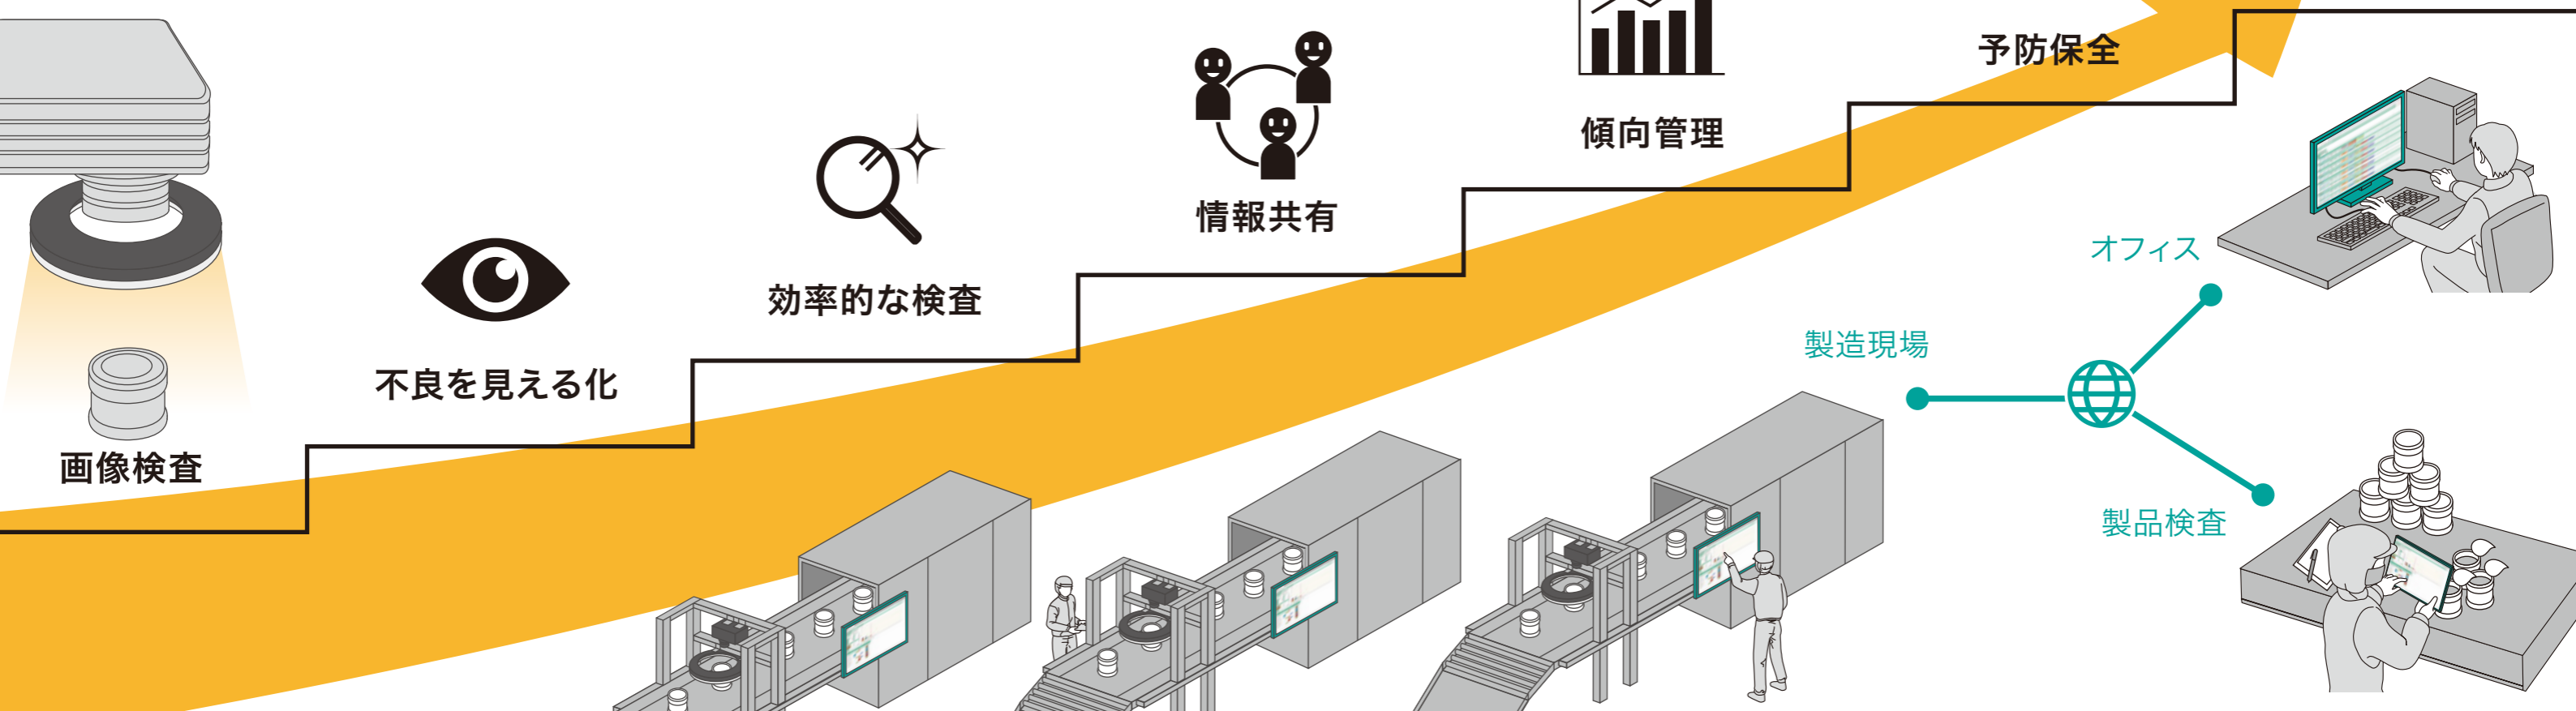 画像検査
不良を見える化
効率的な検査
情報共有
傾向管理
予防保全
オフィス
製造現場
製品検査